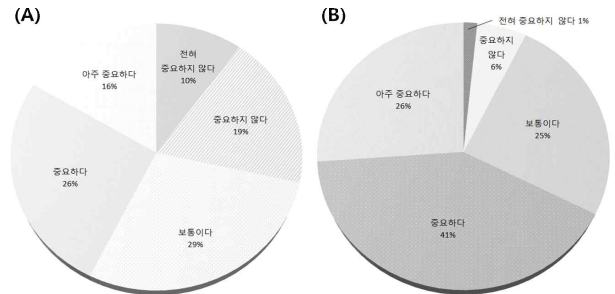 (A)
전혀
중요하지 않다
10%
중요하지 않다
19%
보통이다
29%
중요하다
26%
아주 중요하다
16%
(B)
전혀 중요하지 않다 1%
중요하지
않다
6%
보통이다
25%
중요하다
41%
아주 중요하다
26%